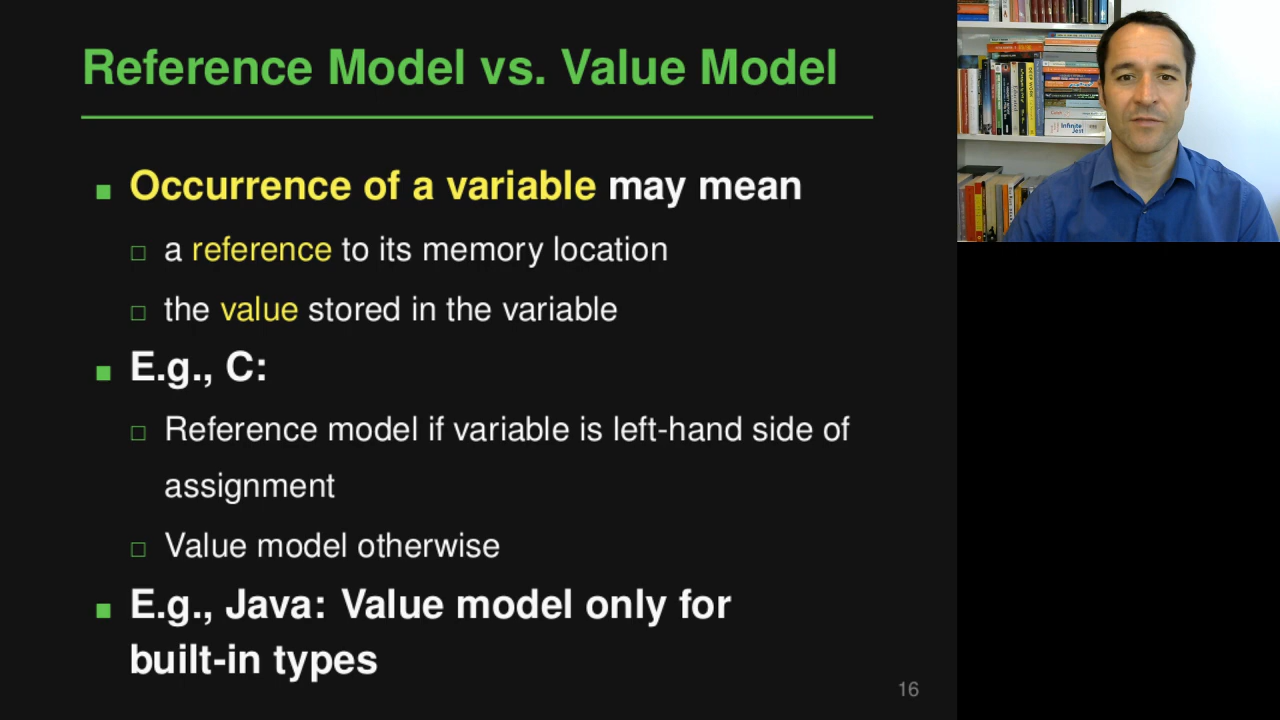 Reference Model vs. Value Model
Occurrence of a variable may mean
a reference to its memory location
the value stored in the variable
E.g., C:
Reference model if variable is left-hand side of
assignment
Value model otherwise
E.g., Java: Value model only for
built-in types
16
Infinite
Jest